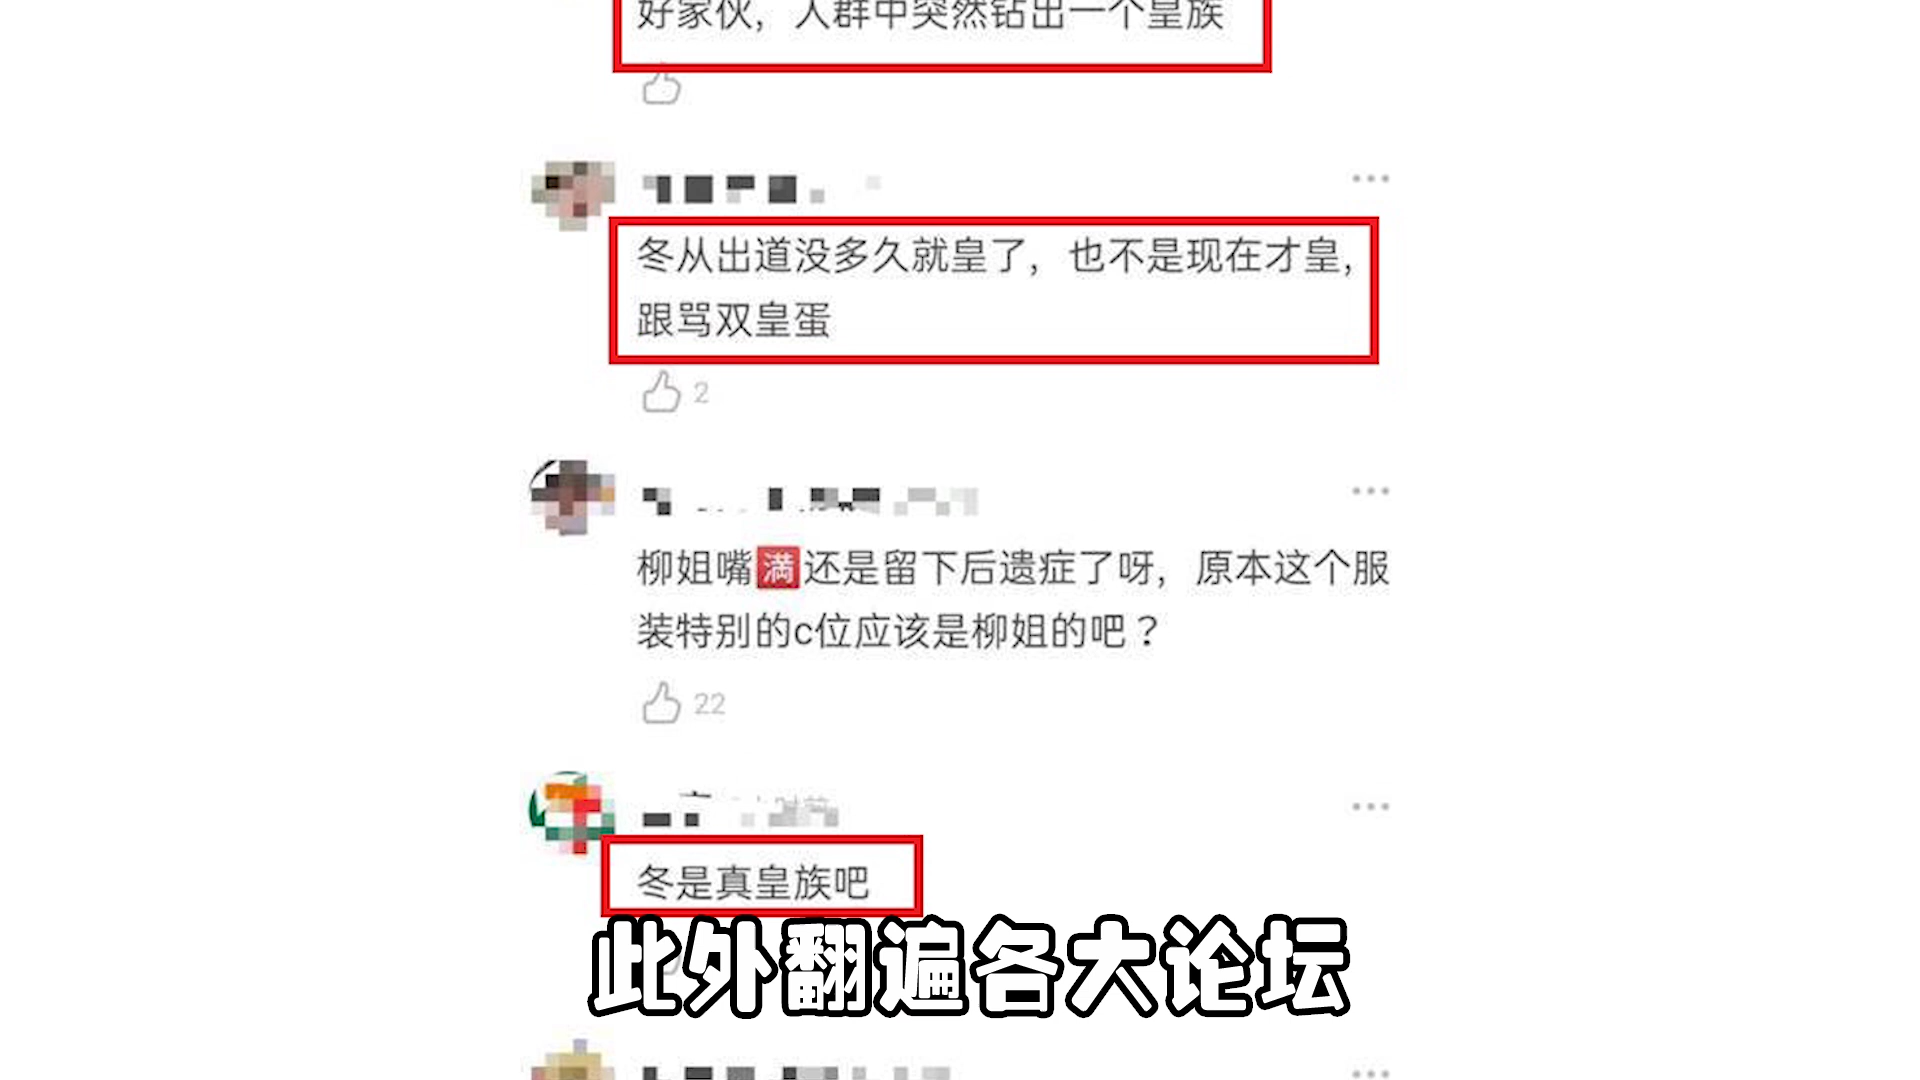 好家伙，人群中突然钻出一个皇族
冬从出道没多久就皇了，也不是现在才皇，
跟骂双皇蛋
2
柳姐嘴🈵还是留下后遗症了呀，原本这个服
装特别的c位应该是柳姐的吧？
22
冬是真皇族吧
此外翻遍各大论坛